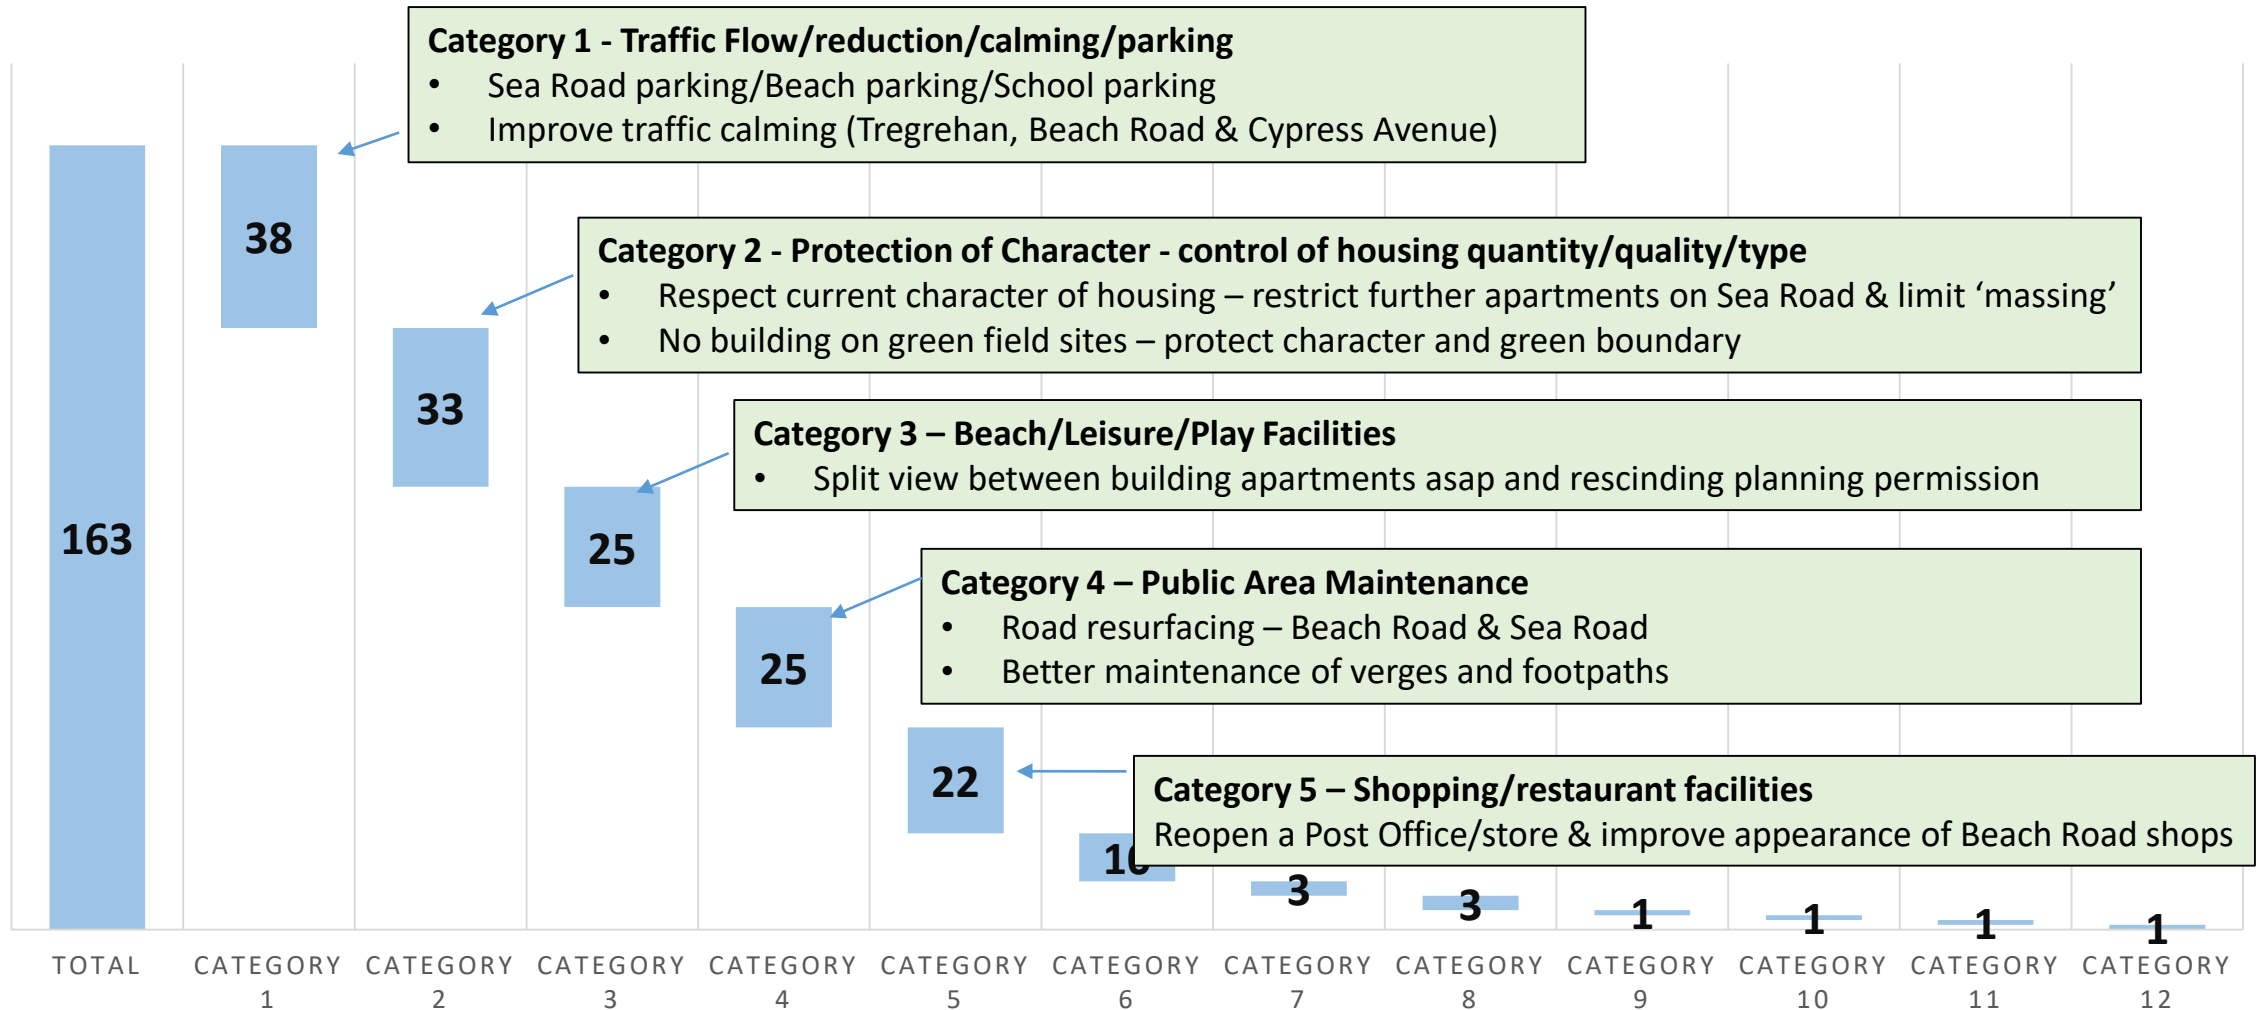 Category 1 - Traffic Flow/reduction/calming/parking
• Sea Road parking/Beach parking/School parking
• Improve traffic calming (Tregrehan, Beach Road & Cypress Avenue)
38
Category 2 - Protection of Character - control of housing quantity/quality/type
• Respect current character of housing – restrict further apartments on Sea Road & limit ‘massing’
• No building on green field sites – protect character and green boundary
33
Category 3 – Beach/Leisure/Play Facilities
• Split view between building apartments asap and rescinding planning permission
163
25
Category 4 – Public Area Maintenance
• Road resurfacing – Beach Road & Sea Road
• Better maintenance of verges and footpaths
25
22
Category 5 – Shopping/restaurant facilities
Reopen a Post Office/store & improve appearance of Beach Road shops
10
3
3
1
1
1
1
TOTAL
CATEGORY 1
CATEGORY 2
CATEGORY 3
CATEGORY 4
CATEGORY 5
CATEGORY 6
CATEGORY 7
CATEGORY 8
CATEGORY 9
CATEGORY 10
CATEGORY 11
CATEGORY 12